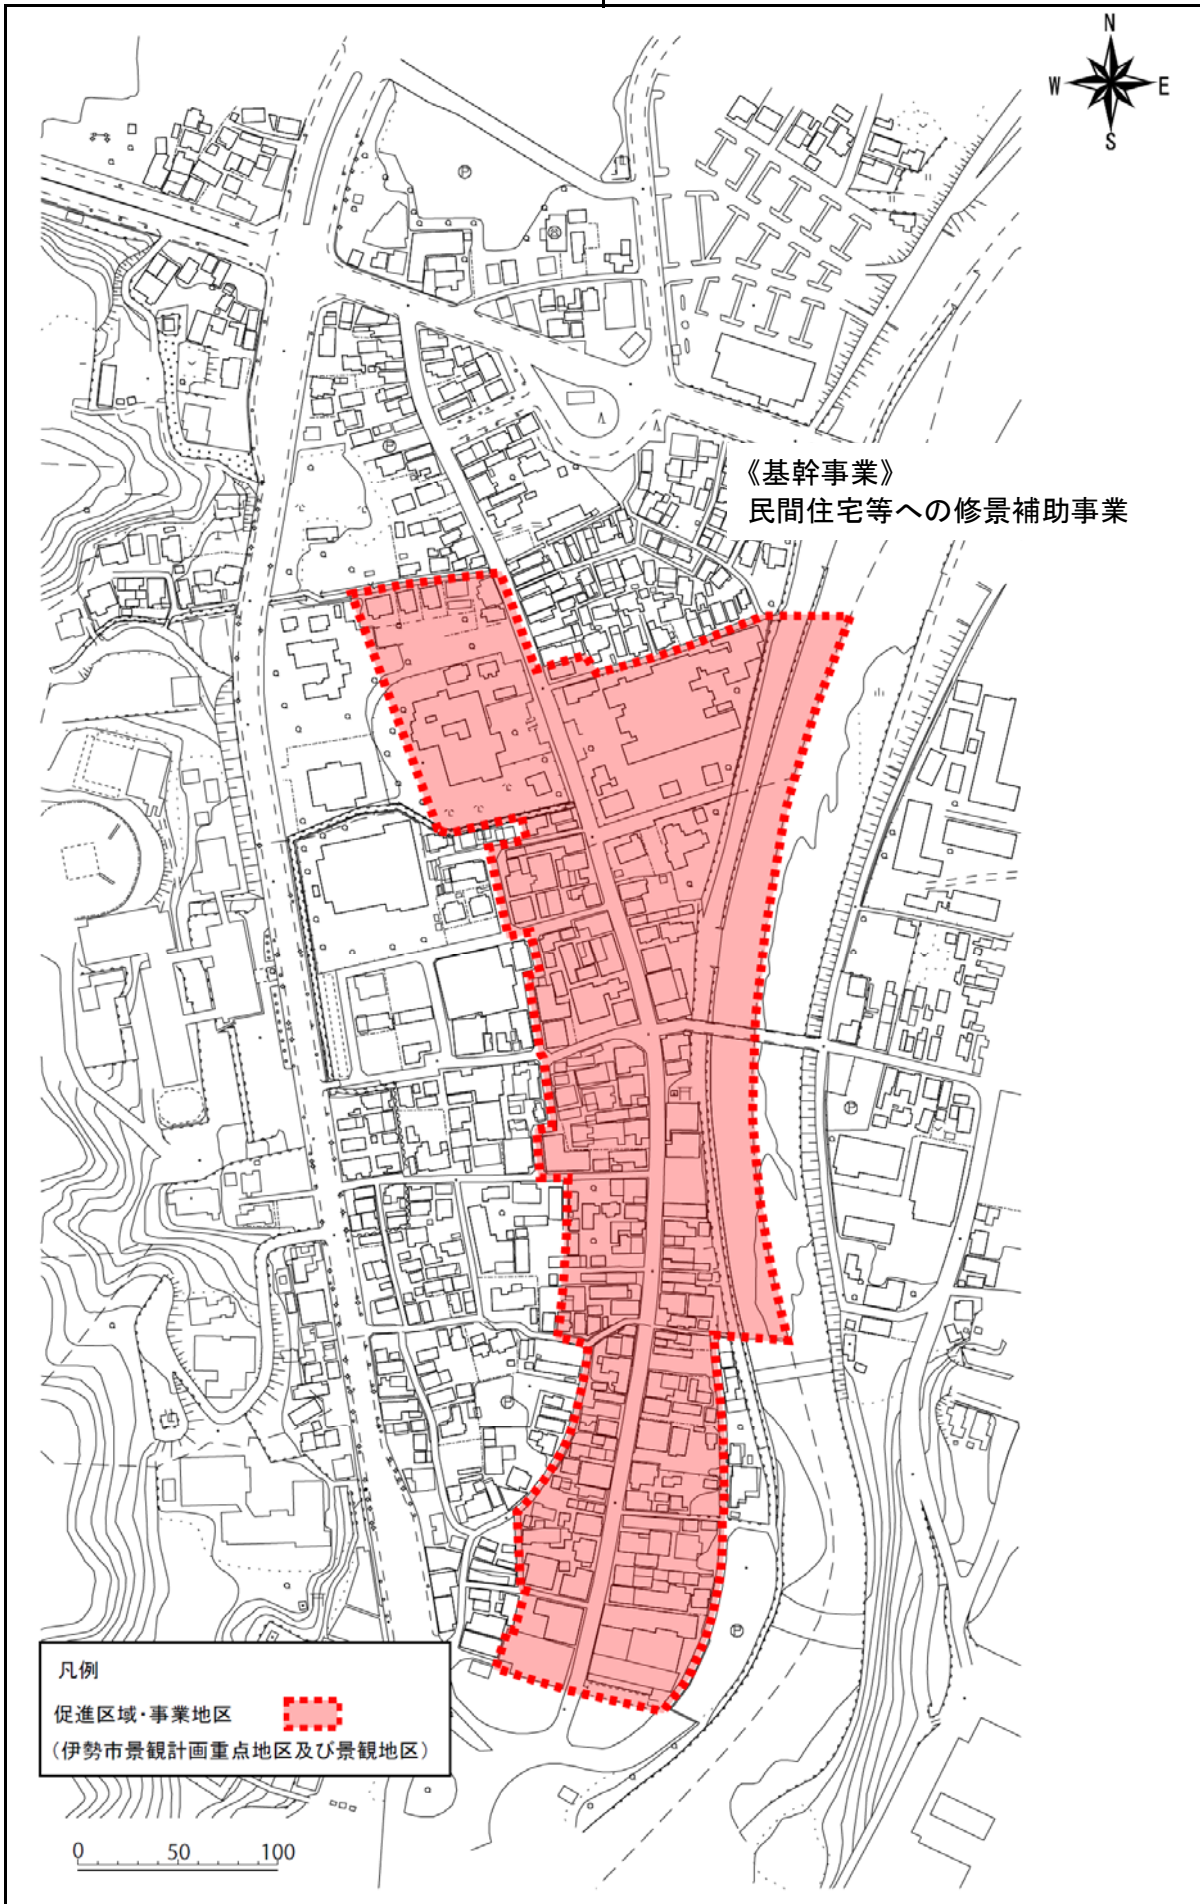 N
W E
S
《基幹事業》
民間住宅等への修景補助事業
凡例
促進区域・事業地区
（伊勢市景観計画重点地区及び景観地区）
0 50 100